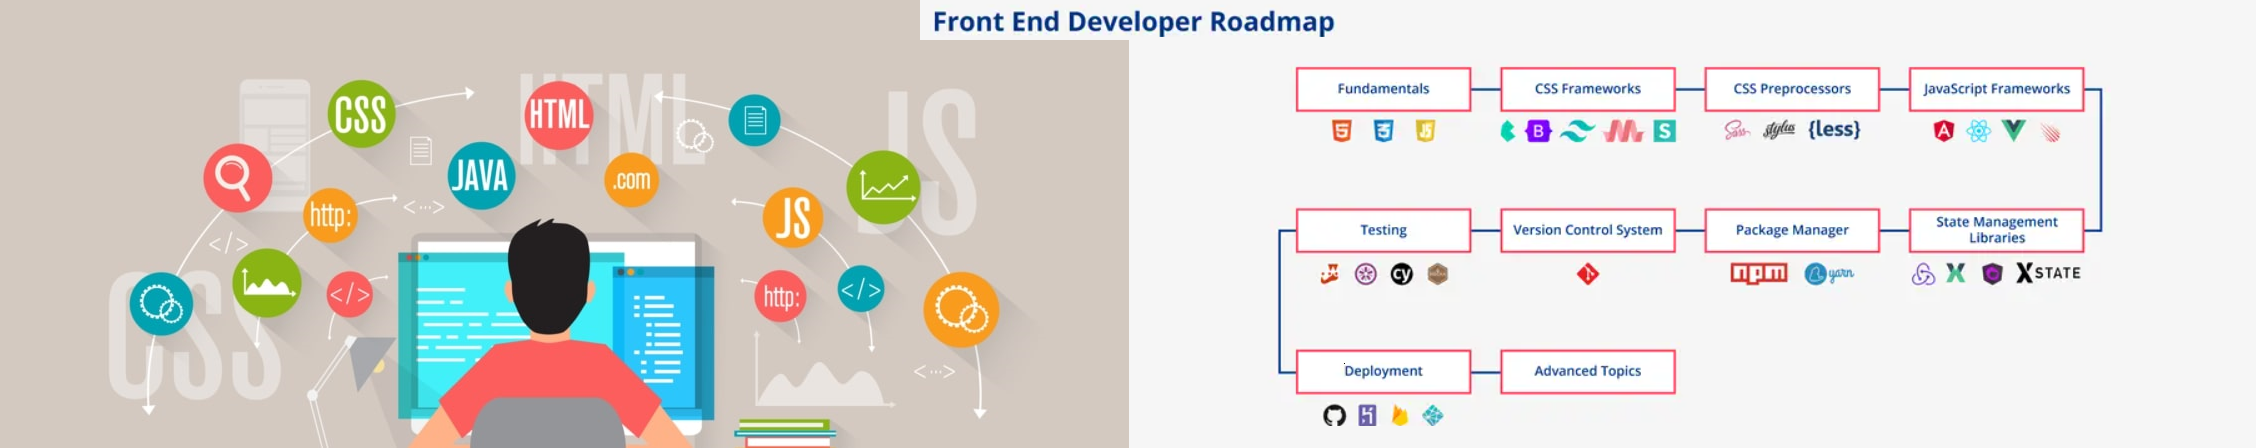 Front End Developer Roadmap
HTML
JS
CSS
CSS
HTML
JAVA
.com
http:
JS
</>
</>
http:
</>
<...>
<...>
Fundamentals
CSS Frameworks
CSS Preprocessors
JavaScript Frameworks
B
S
Sass
stylus
{less}
A
Testing
Version Control System
Package Manager
State Management
Libraries
cy
npm
yarn
XSTATE
Deployment
Advanced Topics